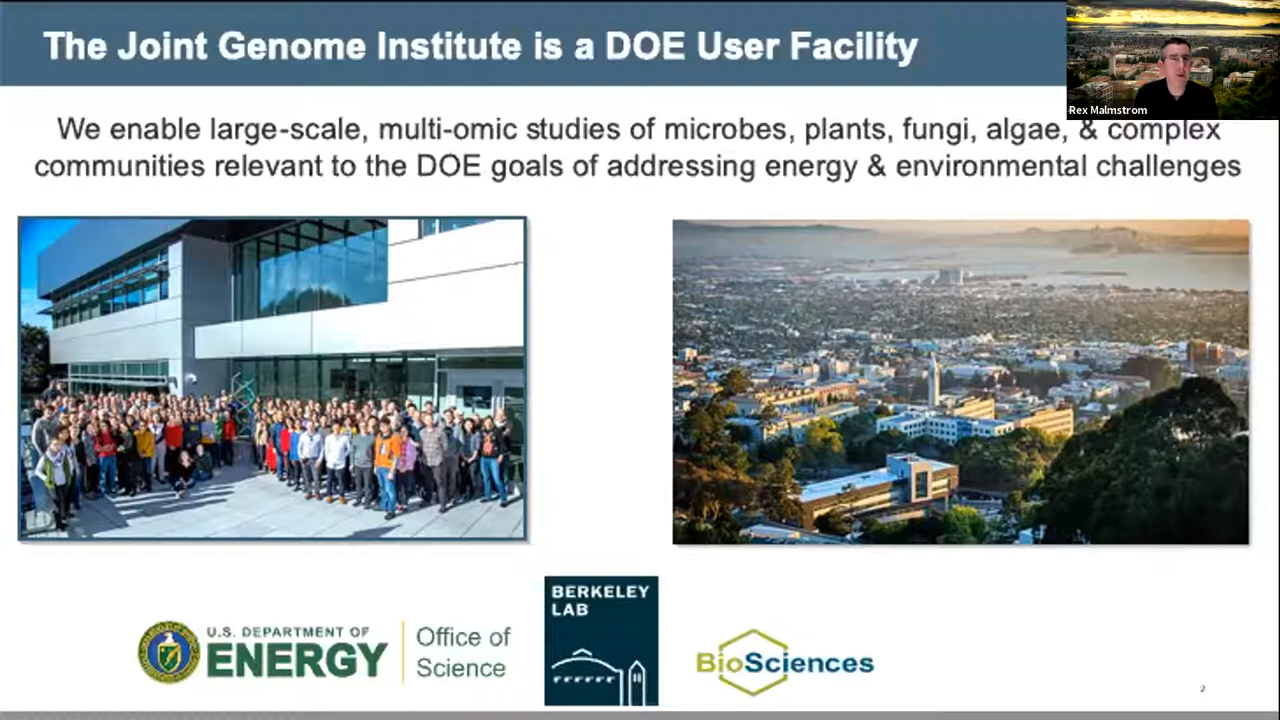 The Joint Genome Institute is a DOE User Facility
Rex Malmstrom
We enable large-scale, multi-omic studies of microbes, plants, fungi, algae, & complex
communities relevant to the DOE goals of addressing energy & environmental challenges
U.S. DEPARTMENT OF
ENERGY
Office of
Science
BERKELEY
LAB
BioSciences
2